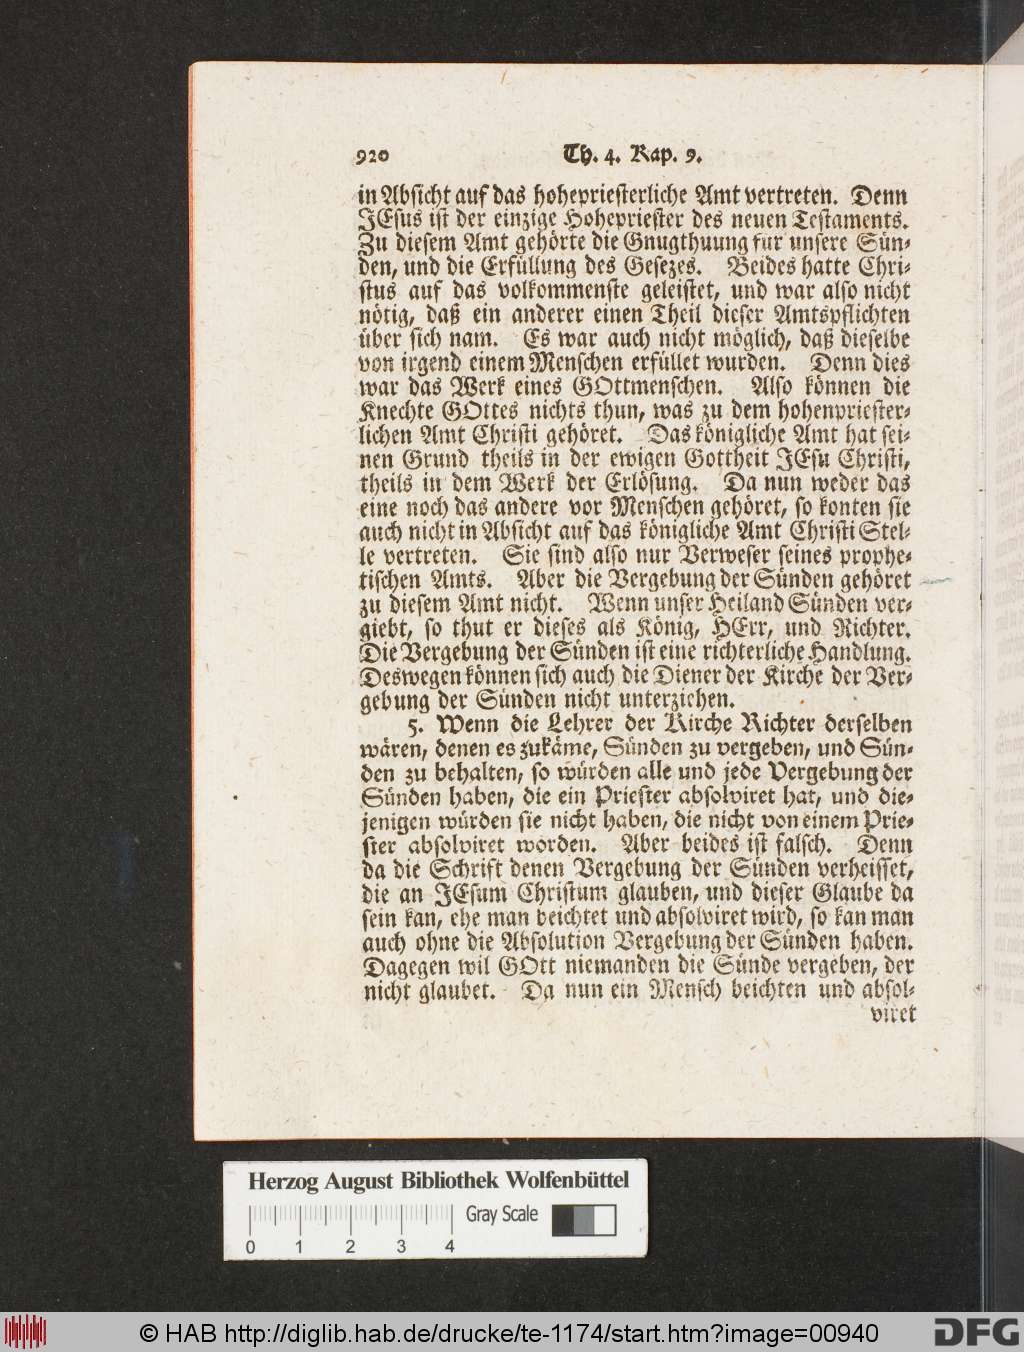 920 Th. 4. Kap. 9.
in Absicht auf das hohepriesterliche Amt vertreten. Denn
JEsus ist der einzige Hohepriester des neuen Testaments.
Zu diesem Amt gehörte die Gnugthuung für unsere Sün-
den, und die Erfüllung des Gesezes. Beides hatte Chri-
stus auf das volkommenste geleistet, und war also nicht
nötig, daß ein anderer einen Theil dieser Amtspflichten
über sich nam. Es war auch nicht möglich, daß dieselbe
von irgend einem Menschen erfüllet wurden. Denn dies
war das Werk eines GOttmenschen. Also können die
Knechte GOttes nichts thun, was zu dem hohenpriester-
lichen Amt Christi gehöret. Das königliche Amt hat sei-
nen Grund theils in der ewigen Gottheit JEsu Christi,
theils in dem Werk der Erlösung. Da nun weder das
eine noch das andere vor Menschen gehöret, so konten sie
auch nicht in Absicht auf das königliche Amt Christi Stel-
le vertreten. Sie sind also nur Verweser seines prophe-
tischen Amts. Aber die Vergebung der Sünden gehöret
zu diesem Amt nicht. Wenn unser Heiland Sünden ver-
giebt, so thut er dieses als König, HErr, und Richter.
Die Vergebung der Sünden ist eine richterliche Handlung.
Deswegen können sich auch die Diener der Kirche der Ver-
gebung der Sünden nicht unterziehen.
5. Wenn die Lehrer der Kirche Richter derselben
wären, denen es zukäme, Sünden zu vergeben, und Sün-
den zu behalten, so würden alle und jede Vergebung der
Sünden haben, die ein Priester absolviret hat, und die-
jenigen würden sie nicht haben, die nicht von einem Prie-
ster absolviret worden. Aber beides ist falsch. Denn
da die Schrift denen Vergebung der Sünden verheisset,
die an JEsum Christum glauben, und dieser Glaube da
sein kan, ehe man beichtet und absolviret wird, so kan man
auch ohne die Absolution Vergebung der Sünden haben.
Dagegen wil GOtt niemanden die Sünde vergeben, der
nicht glaubet. Da nun ein Mensch beichten und absol-
viret
Herzog August Bibliothek Wolfenbüttel
Gray Scale
0 1 2 3 4
© HAB http://diglib.hab.de/drucke/te-1174/start.htm?image=00940
DFG